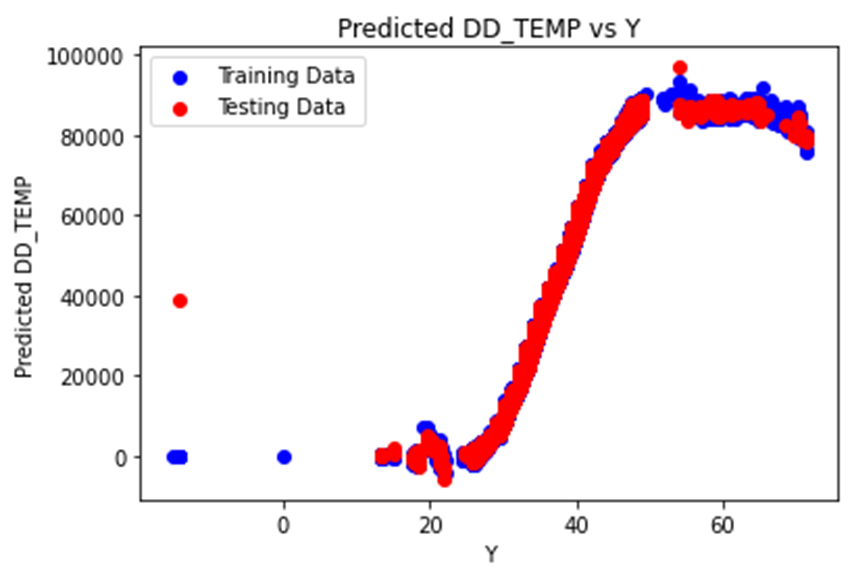 Predicted DD_TEMP vs Y
Training Data
Testing Data
100000
80000
60000
40000
20000
0
Predicted DD_TEMP
0 20 40 60
Y